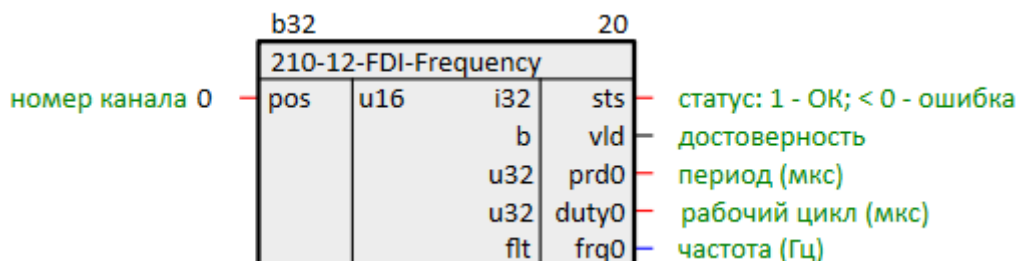 b32 20
210-12-FDI-Frequency
номер канала 0 pos u16 i32 sts статус: 1 - ОК; < 0 - ошибка
b vld достоверность
u32 prd0 период (мкс)
u32 duty0 рабочий цикл (мкс)
flt frq0 частота (Гц)